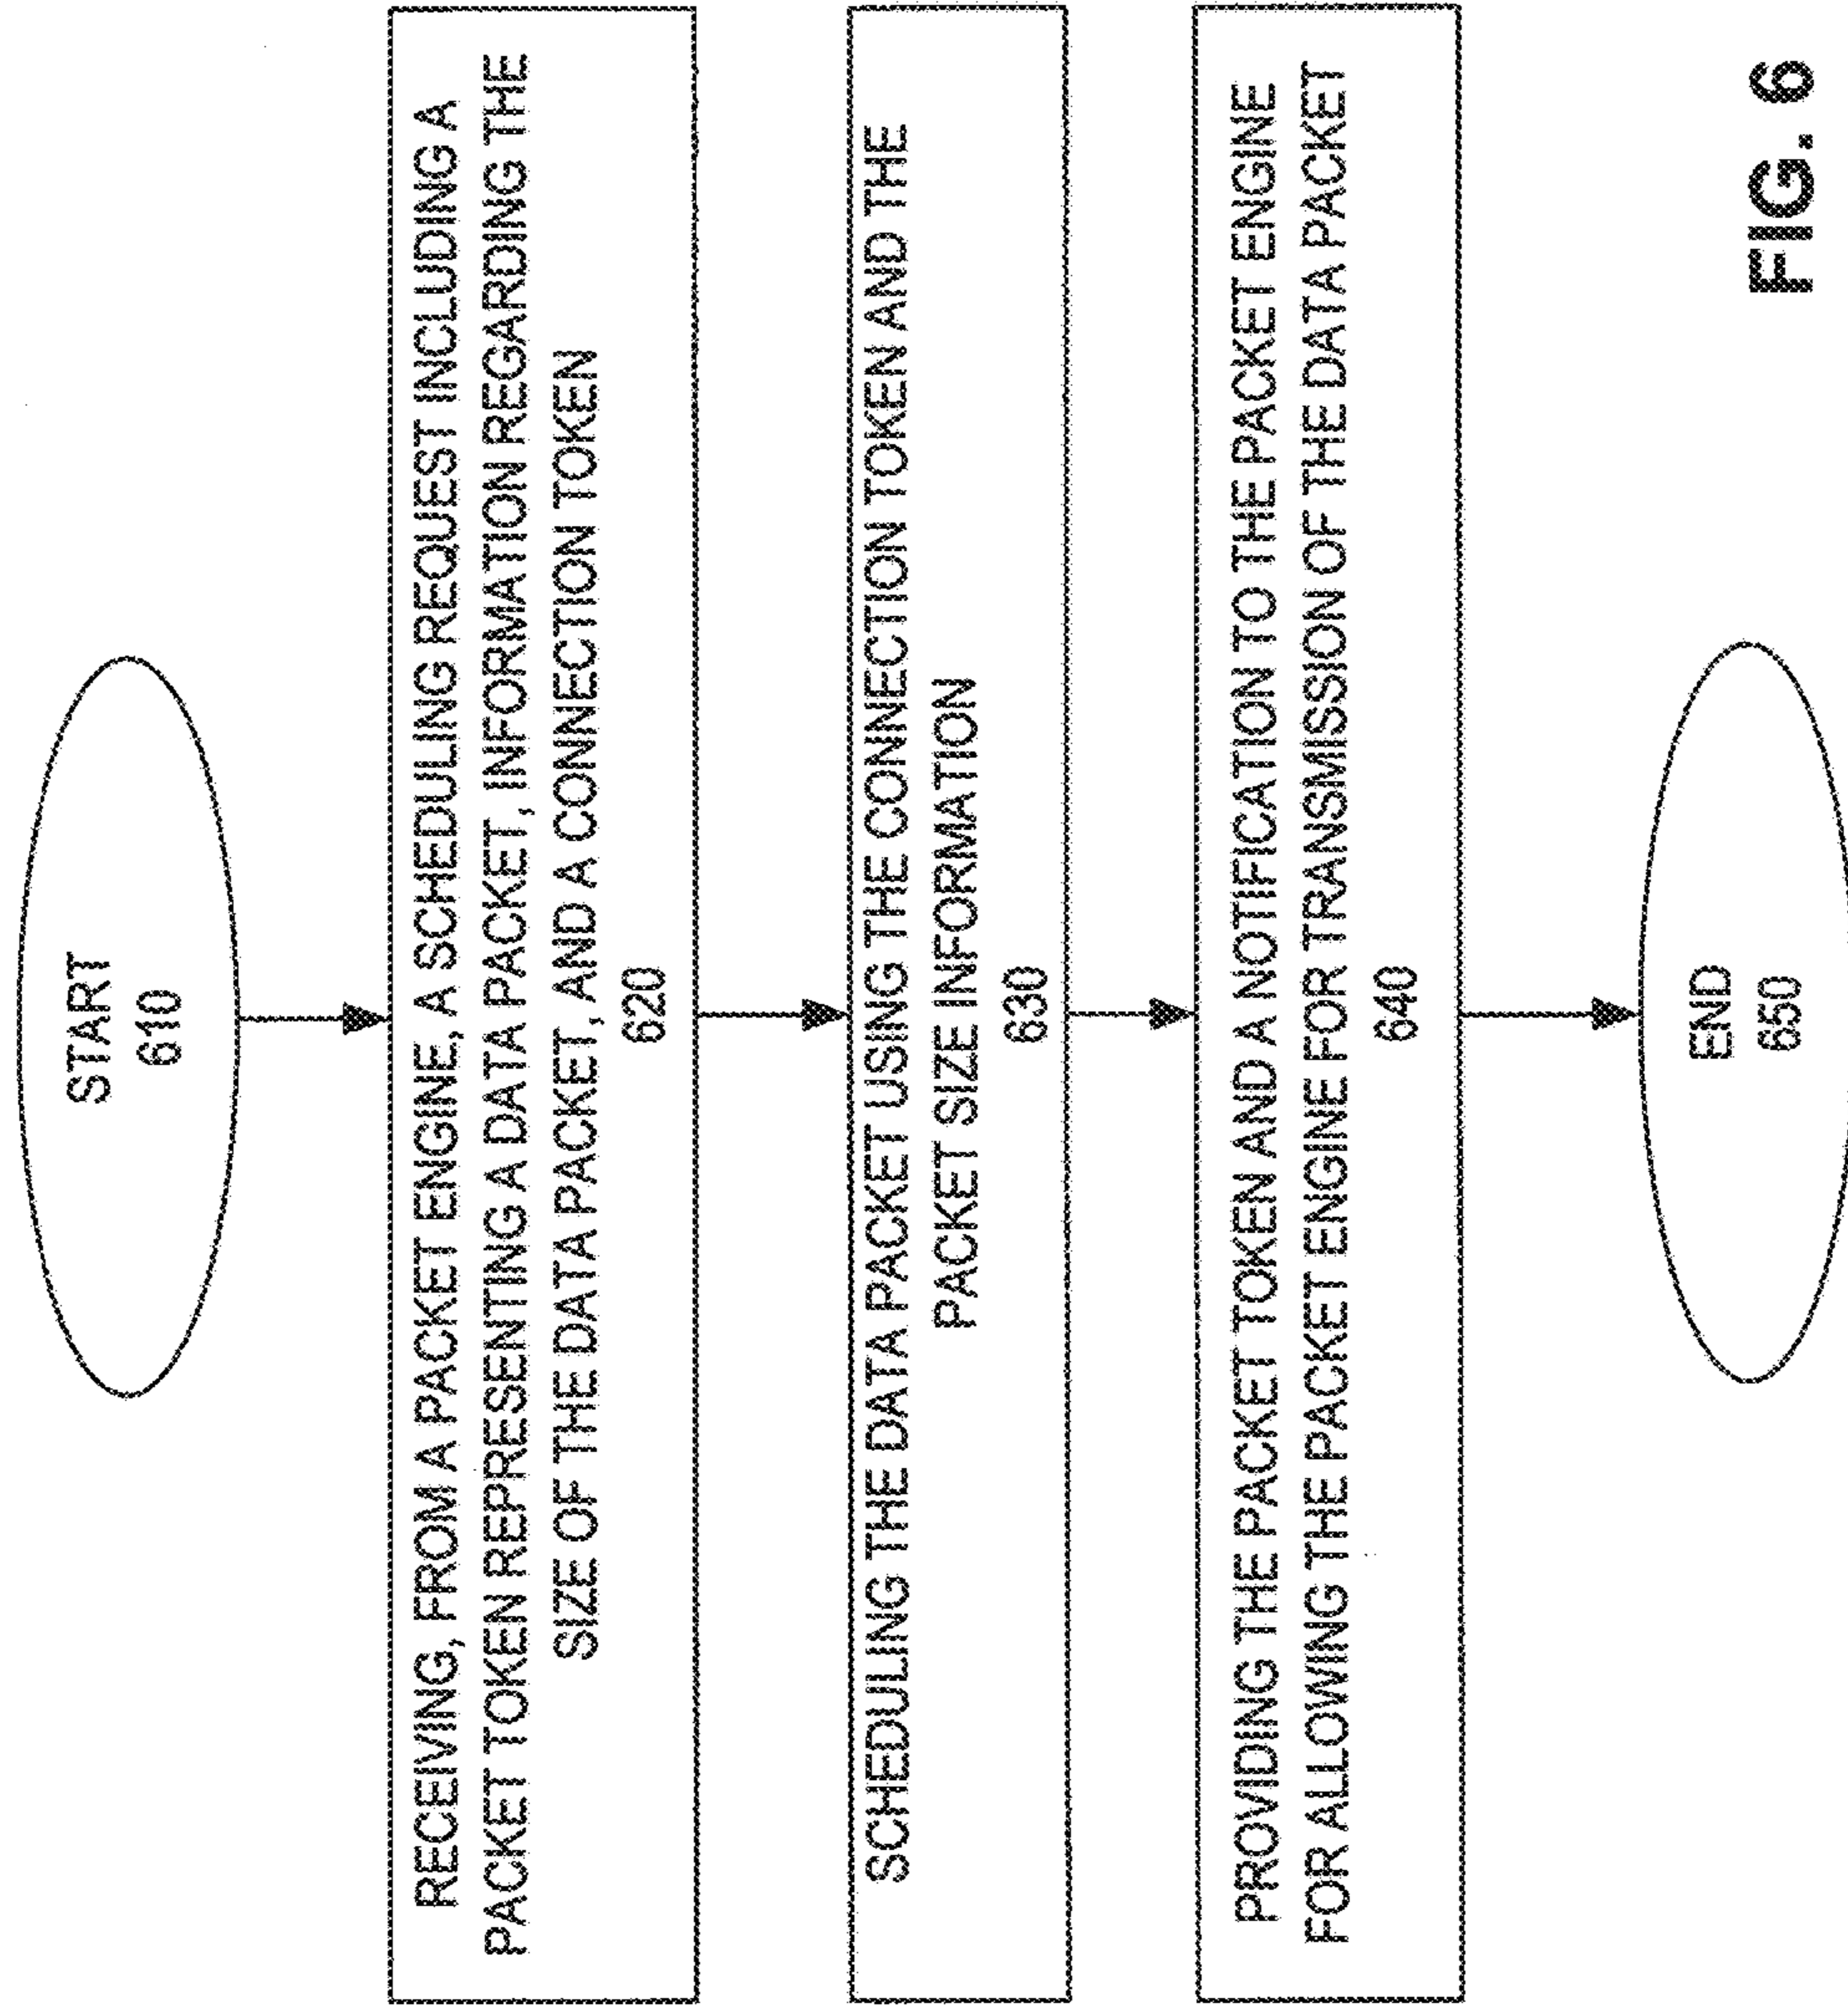 START
610
RECEIVING, FROM A PACKET ENGINE, A SCHEDULING REQUEST INCLUDING A
PACKET TOKEN REPRESENTING A DATA PACKET, INFORMATION REGARDING THE
SIZE OF THE DATA PACKET, AND A CONNECTION TOKEN
620
SCHEDULING THE DATA PACKET USING THE CONNECTION TOKEN AND THE
PACKET SIZE INFORMATION
630
PROVIDING THE PACKET TOKEN AND A NOTIFICATION TO THE PACKET ENGINE
FOR ALLOWING THE PACKET ENGINE FOR TRANSMISSION OF THE DATA PACKET
640
END
650
FIG. 6